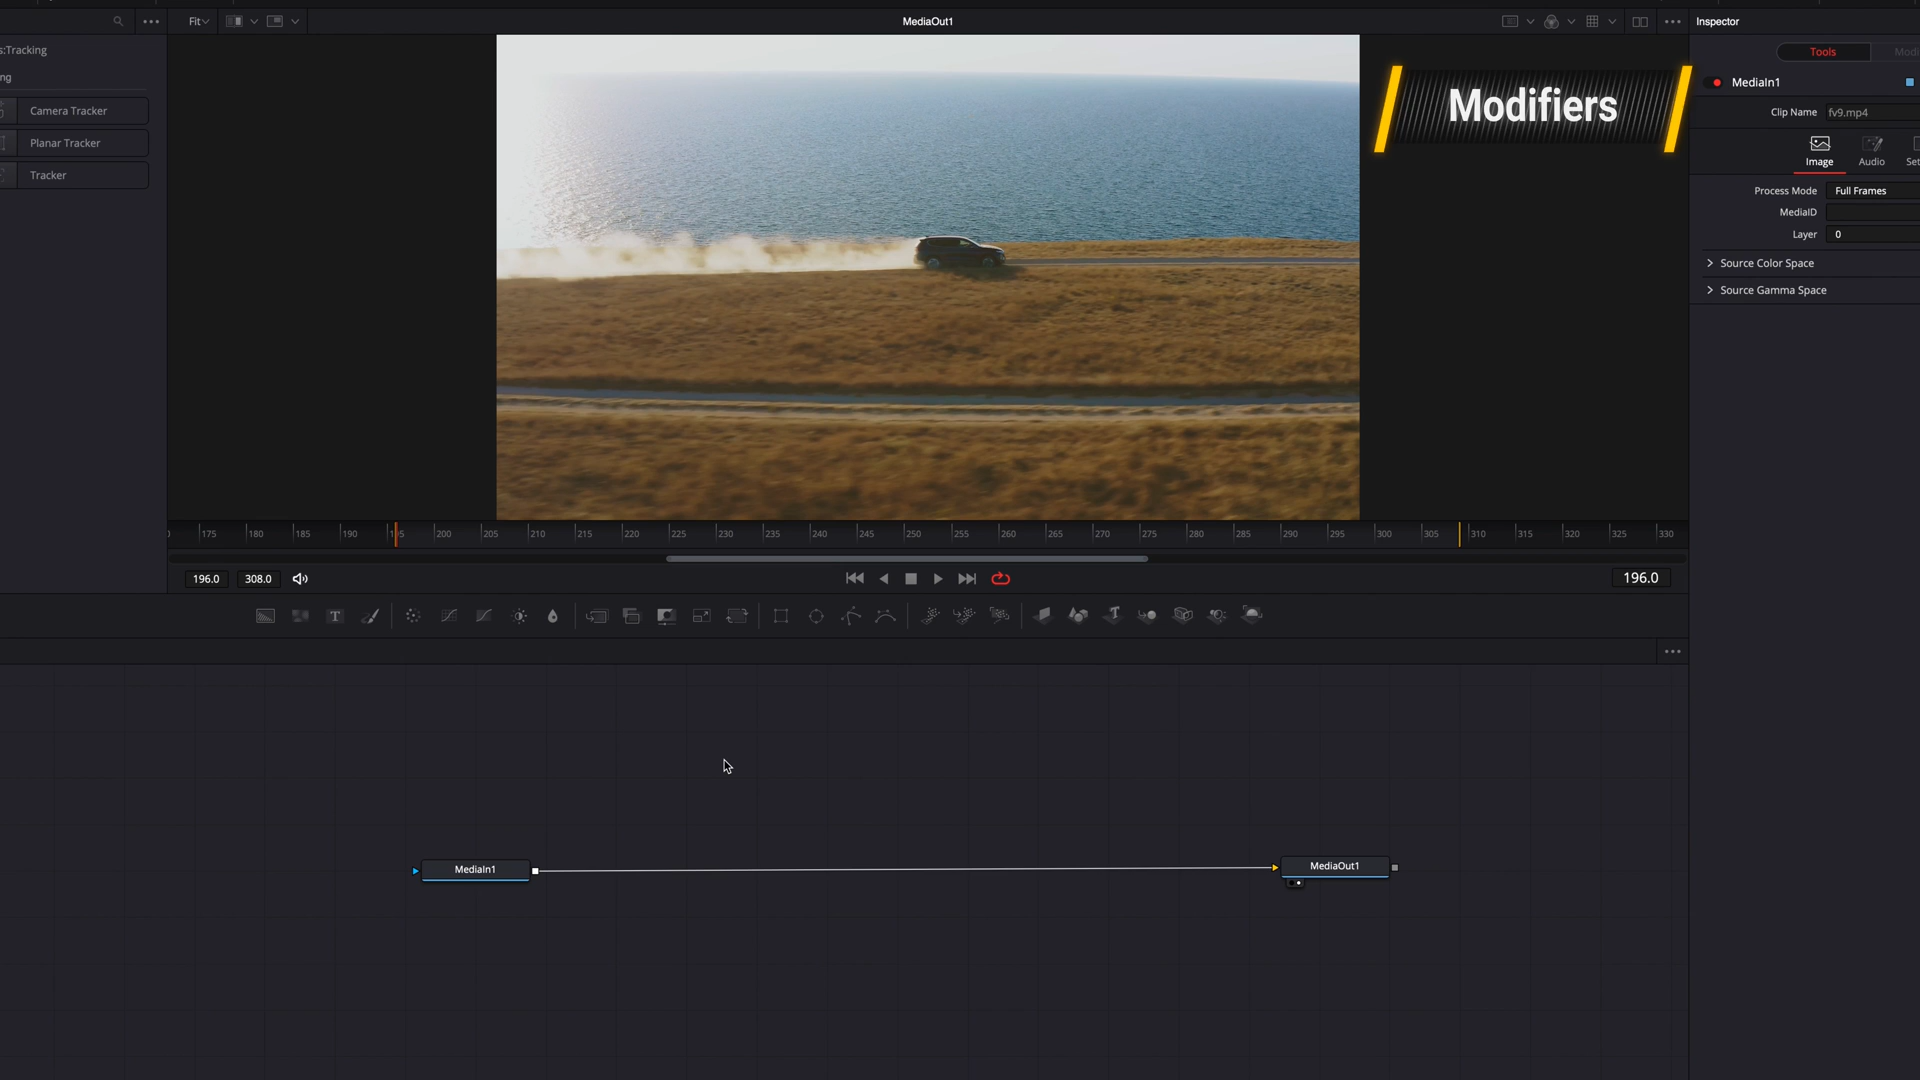 Fit
MediaOut1
Inspector
s:Tracking
ng
Camera Tracker
Planar Tracker
Tracker
Modifiers
Tools
Modi
MediaIn1
Clip Name
fv9.mp4
Image
Audio
Set
Process Mode
Full Frames
MediaID
Layer
0
Source Color Space
Source Gamma Space
175
180
185
190
195
200
205
210
215
220
225
230
235
240
245
250
255
260
265
270
275
280
285
290
295
300
305
310
315
320
325
330
196.0
308.0
196.0
T
T
MediaIn1
MediaOut1